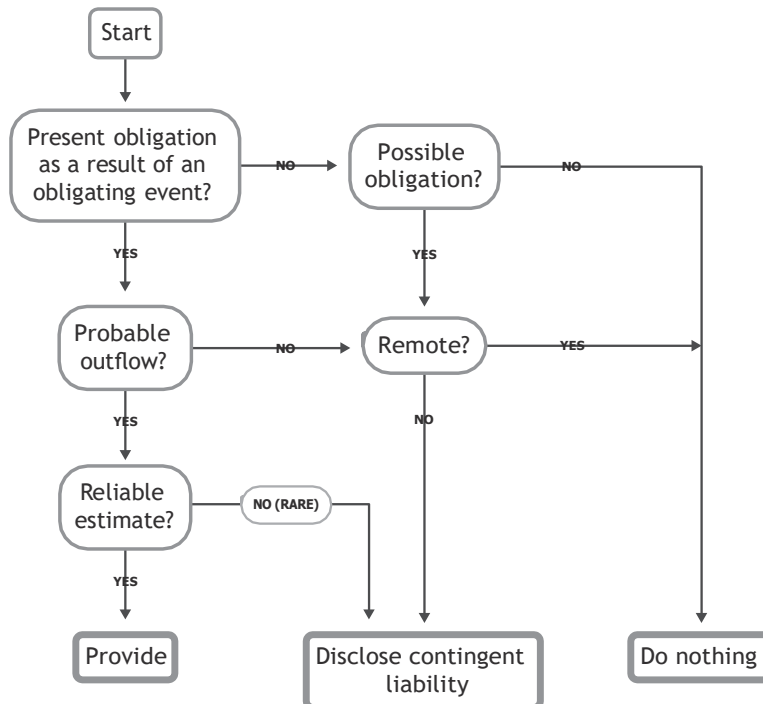 Start
Present obligation
as a result of an
obligating event?
NO
Possible
obligation?
NO
YES
YES
Probable
outflow?
NO
Remote?
YES
YES
NO
Reliable
estimate?
NO (RARE)
YES
Provide
Disclose contingent
liability
Do nothing